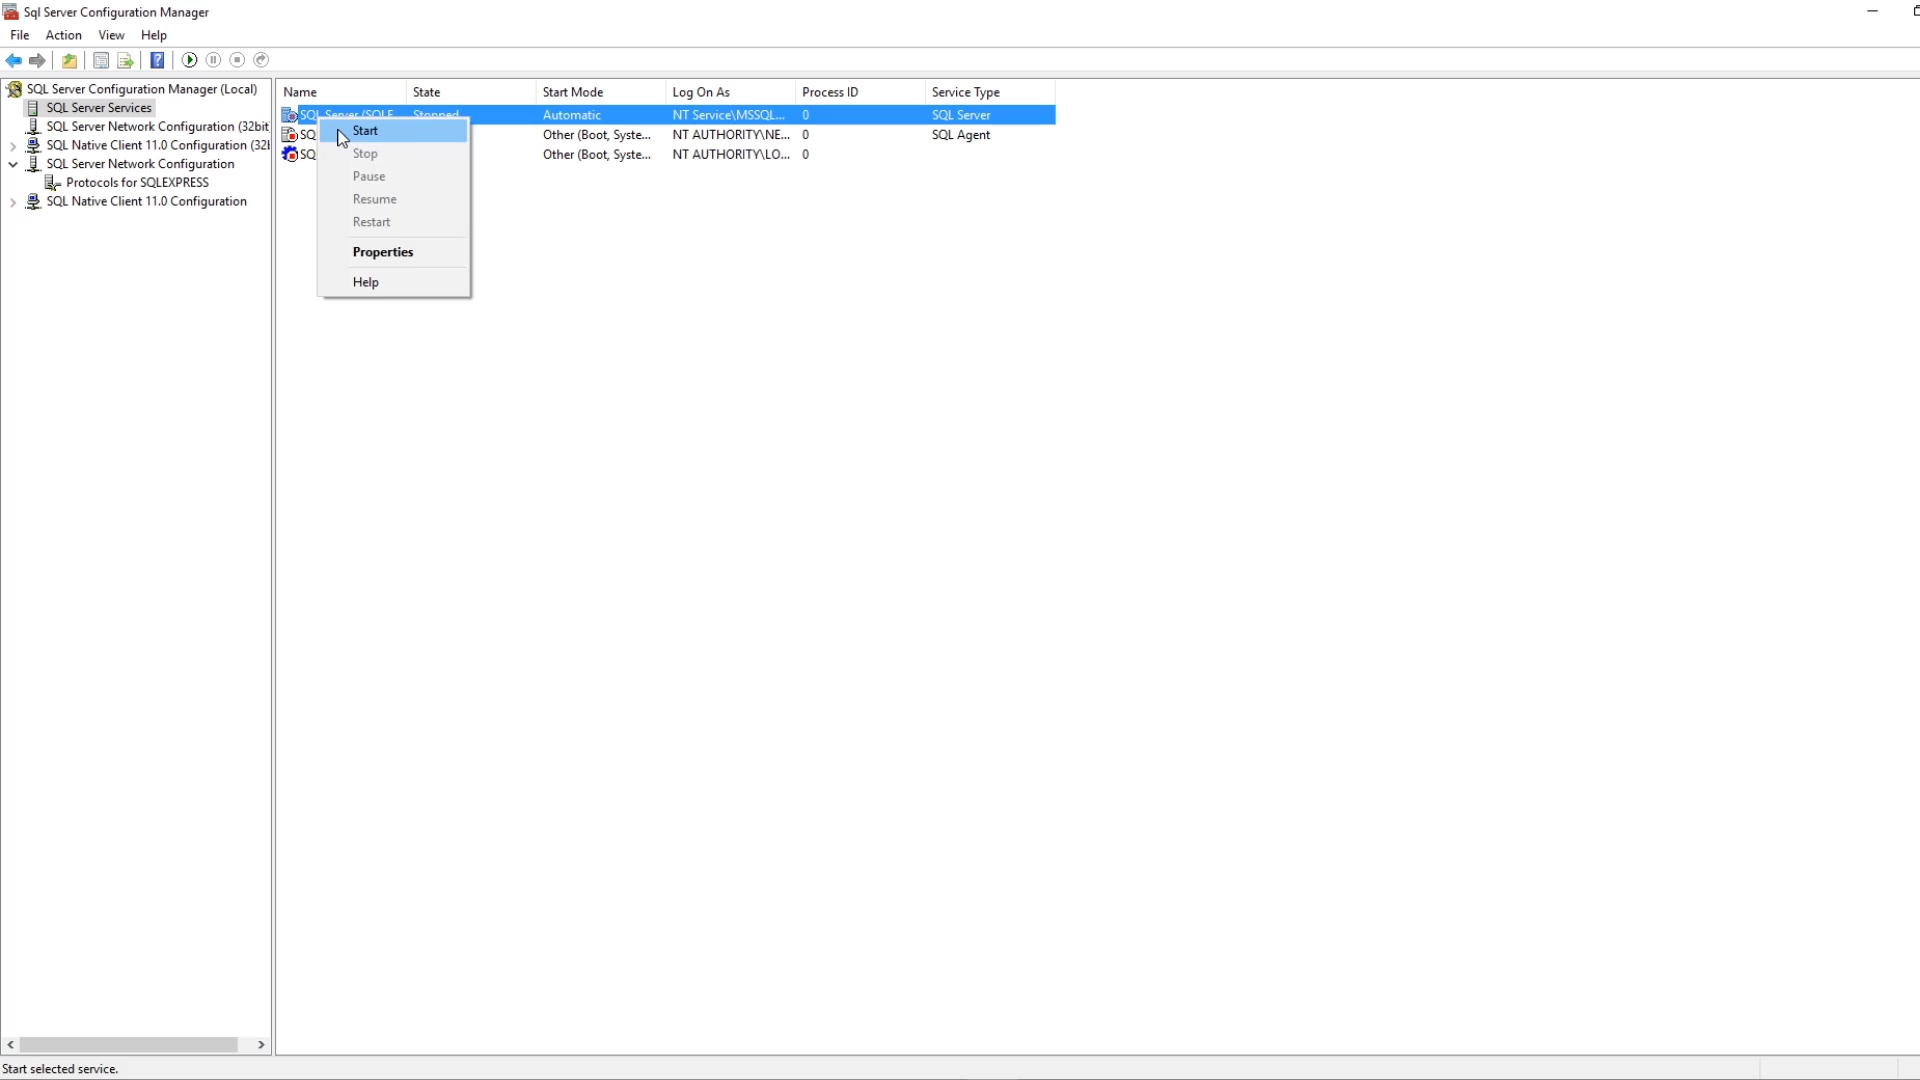 Sql Server Configuration Manager
File Action View Help
SQL Server Configuration Manager (Local)
SQL Server Services
SQL Server Network Configuration (32bit
SQL Native Client 11.0 Configuration (32
SQL Server Network Configuration
Protocols for SQLEXPRESS
SQL Native Client 11.0 Configuration
Name State Start Mode Log On As Process ID Service Type
SQL Server (SQLE Stopped Automatic NT Service\MSSQL... 0 SQL Server
SQ Other (Boot, Syste... NT AUTHORITY\NE... 0 SQL Agent
SQ Other (Boot, Syste... NT AUTHORITY\LO... 0
Start
Stop
Pause
Resume
Restart
Properties
Help
Start selected service.